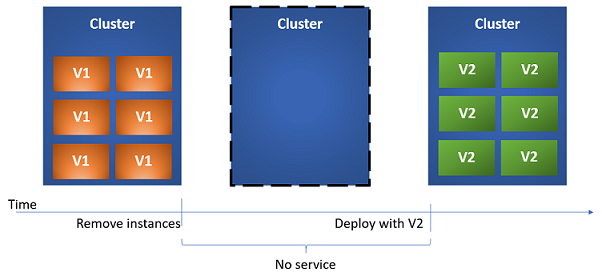 Cluster
Cluster
Cluster
V1
V1
V2
V2
V1
V1
V2
V2
V1
V1
V2
V2
Time
Remove instances
Deploy with V2
No service